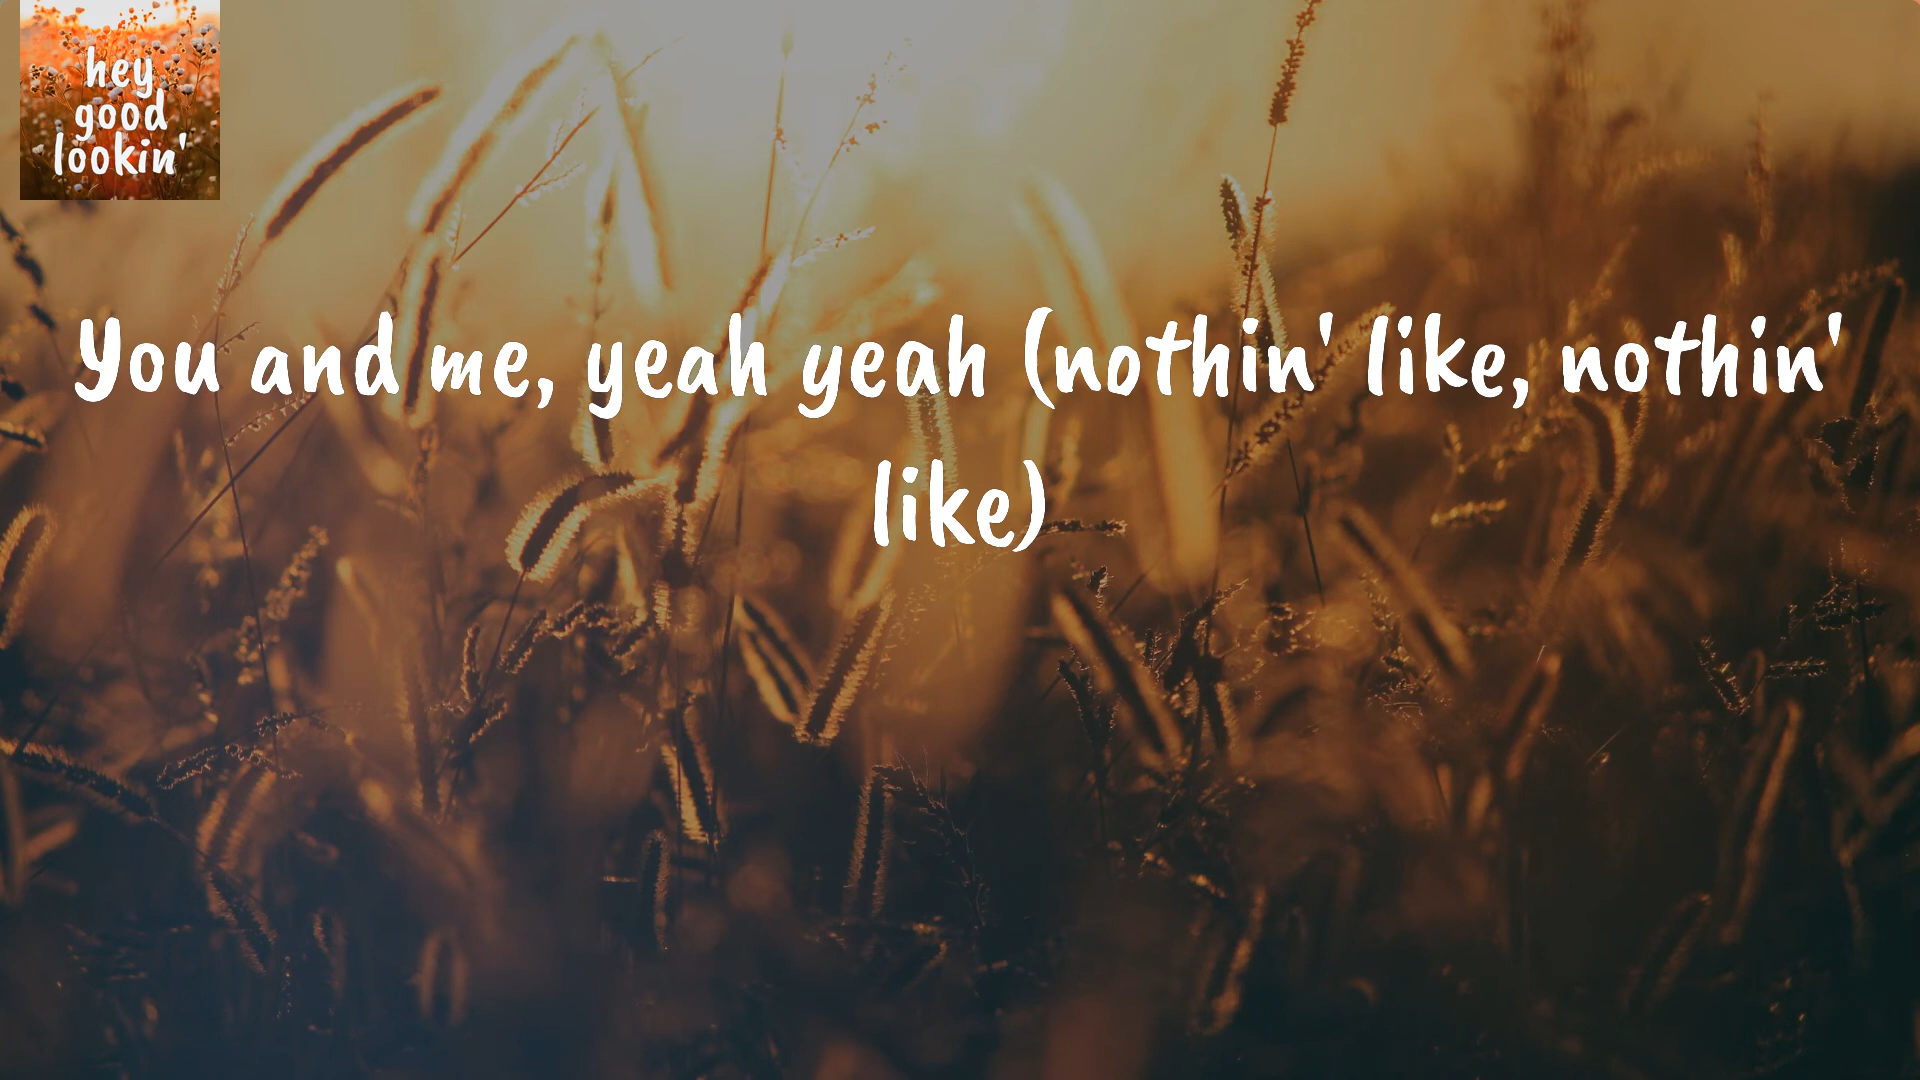 hey
good
lookin'
You and me, yeah yeah (nothin' like, nothin'
like)